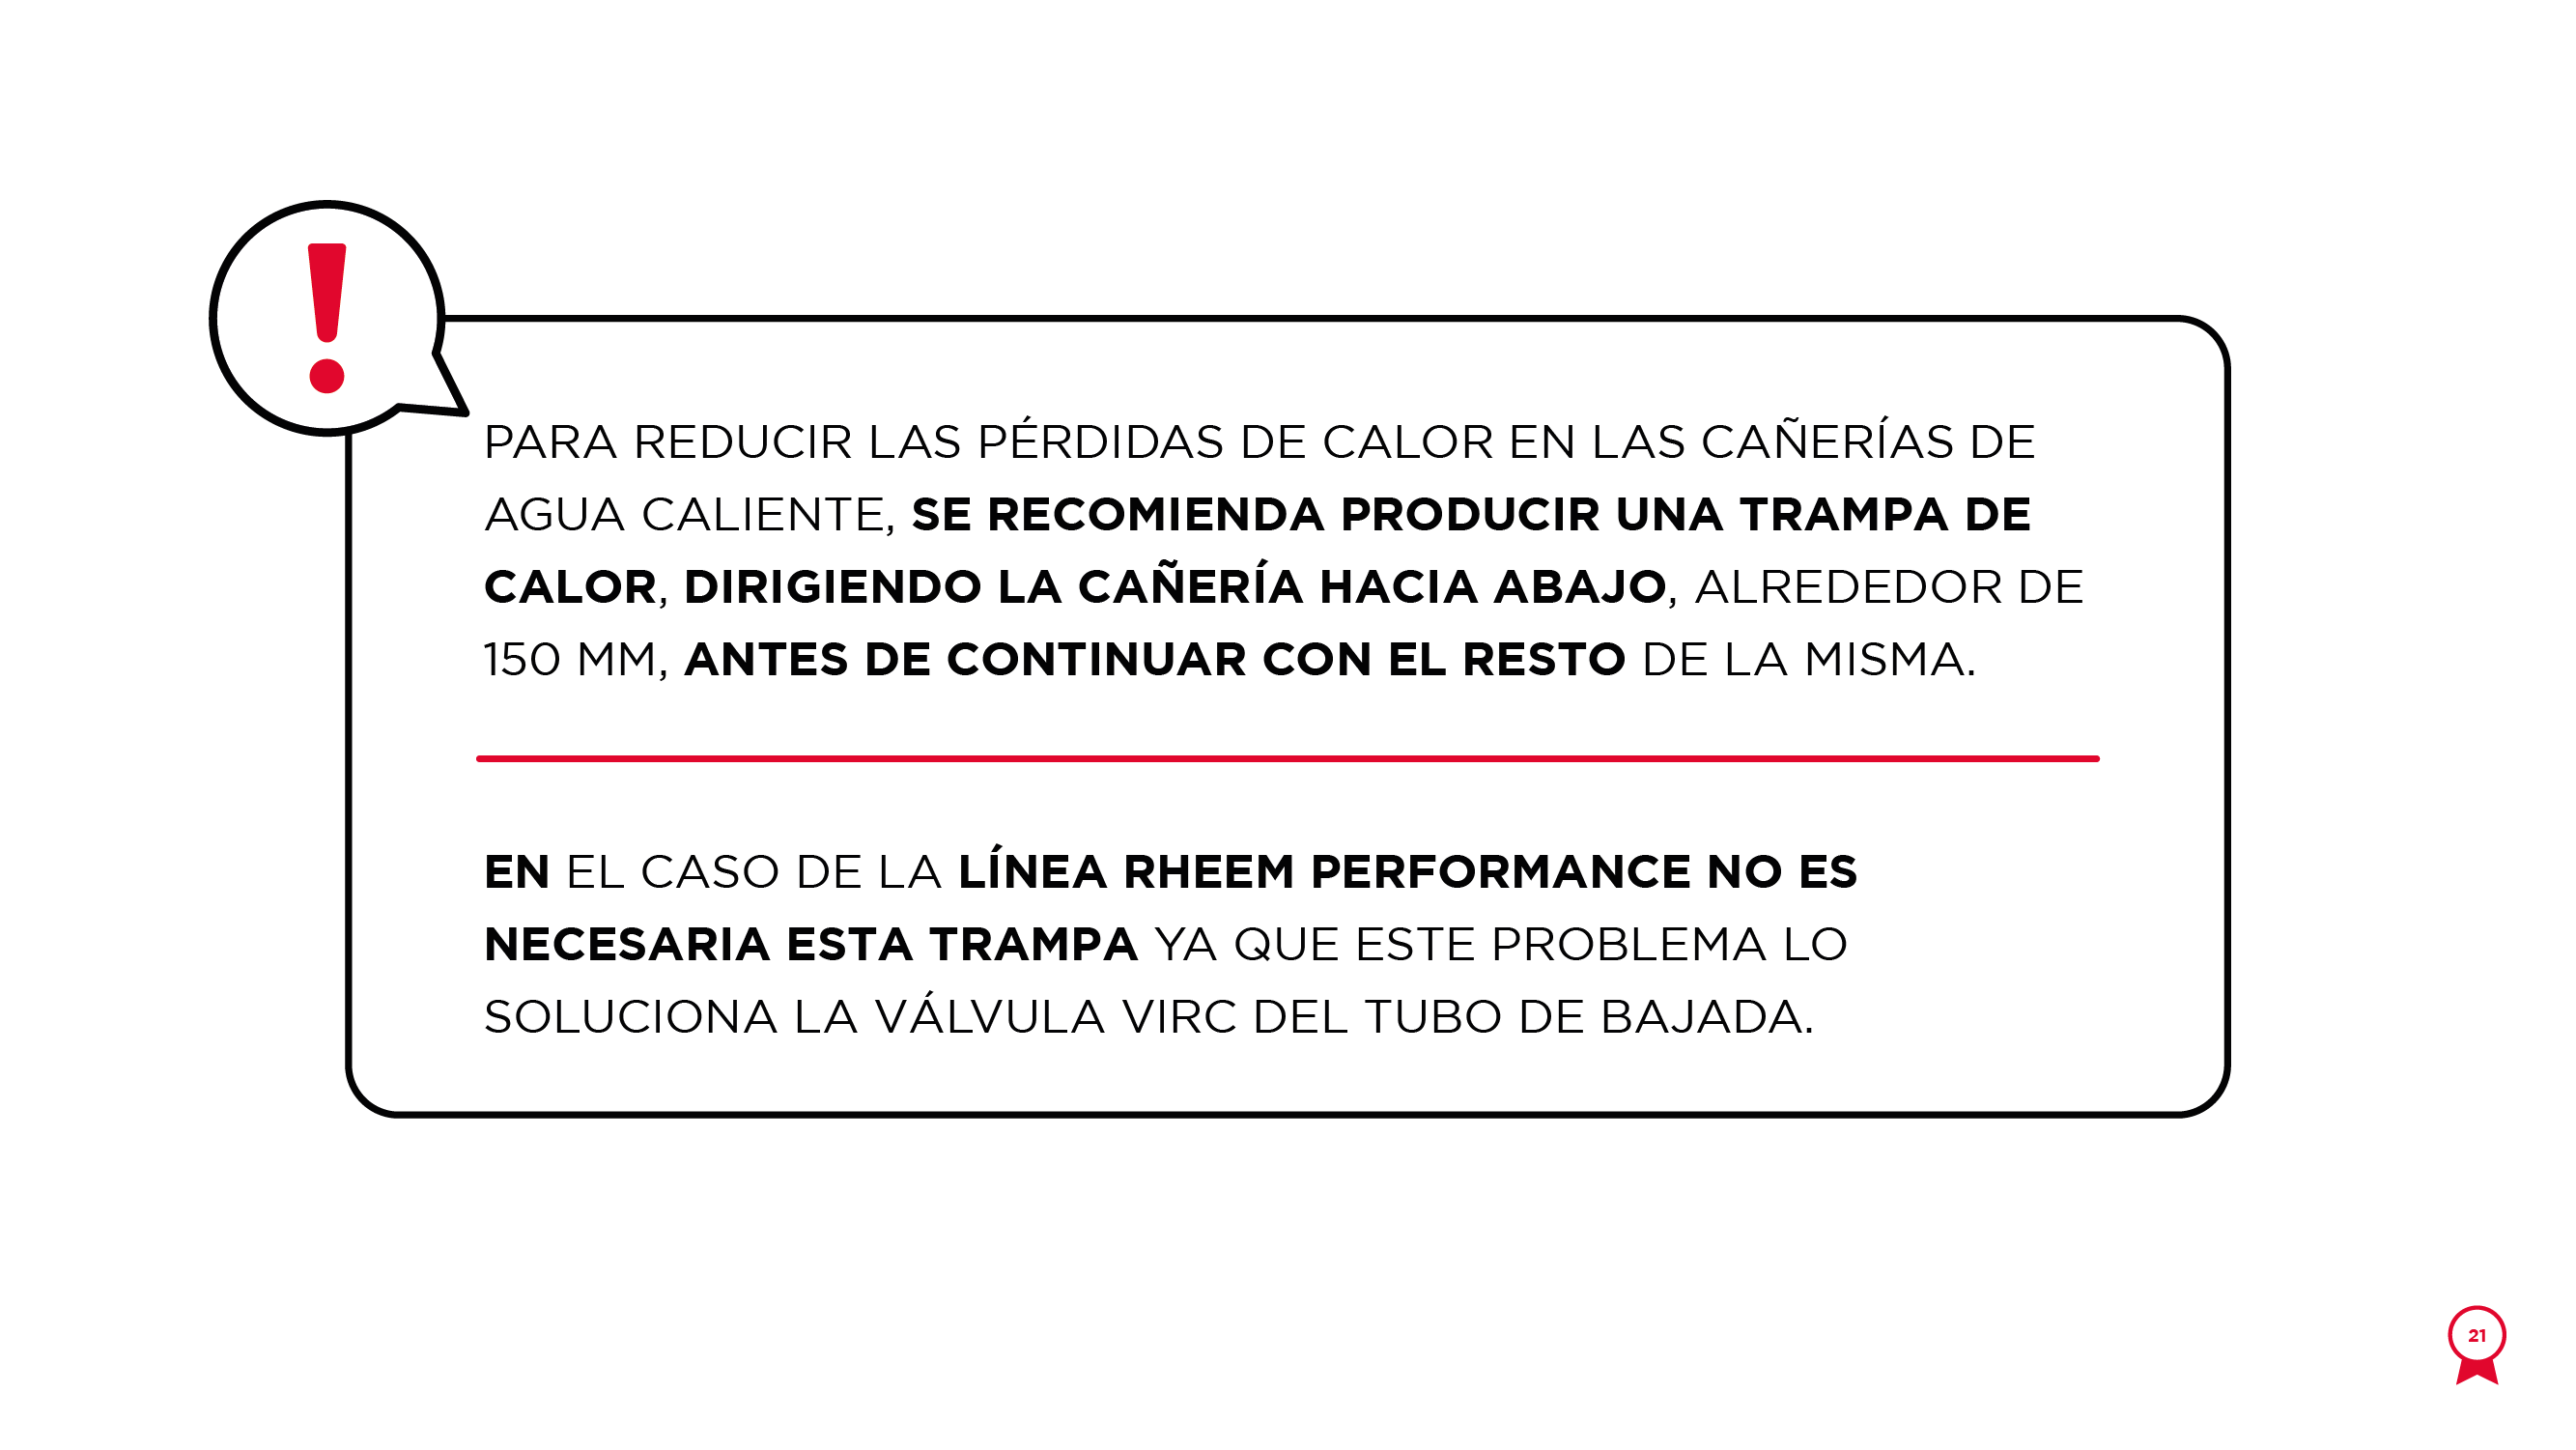 !
PARA REDUCIR LAS PÉRDIDAS DE CALOR EN LAS CAÑERÍAS DE
AGUA CALIENTE, SE RECOMIENDA PRODUCIR UNA TRAMPA DE
CALOR, DIRIGIENDO LA CAÑERÍA HACIA ABAJO, ALREDEDOR DE
150 MM, ANTES DE CONTINUAR CON EL RESTO DE LA MISMA.
EN EL CASO DE LA LÍNEA RHEEM PERFORMANCE NO ES
NECESARIA ESTA TRAMPA YA QUE ESTE PROBLEMA LO
SOLUCIONA LA VÁLVULA VIRC DEL TUBO DE BAJADA.
21